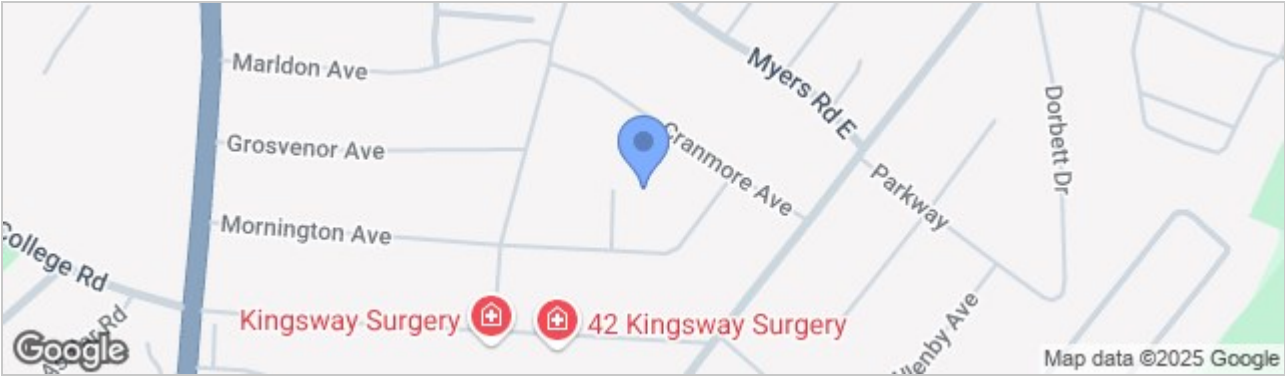 Marldon Ave
Myers Rd E
Dorbett Dr
Grosvenor Ave
Cranmore Ave
Parkway
Mornington Ave
College Rd
Kingsway Surgery
42 Kingsway Surgery
Google
Map data ©2025 Google